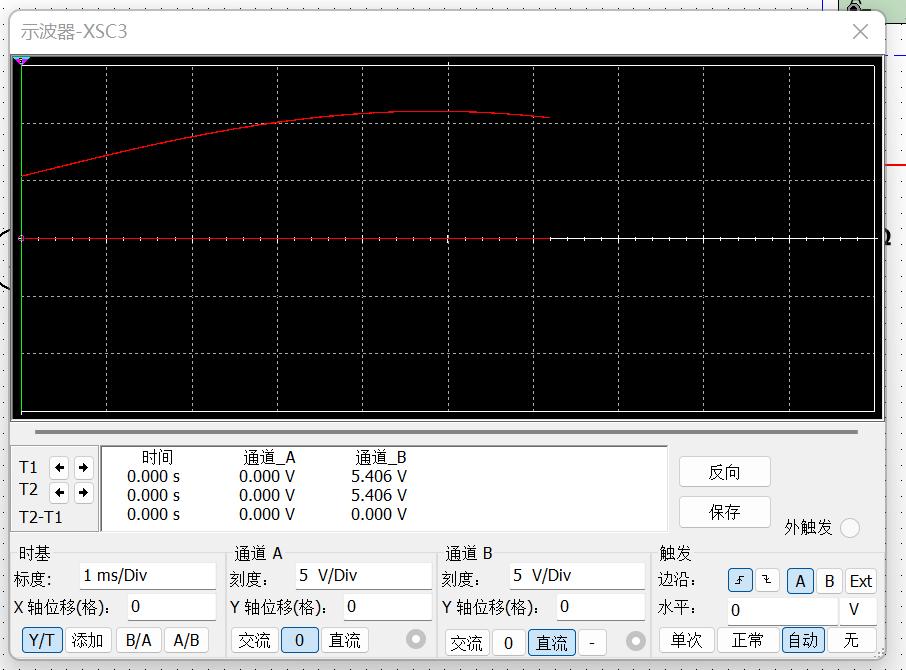 示波器-XSC3
时间 通道_A 通道_B
T1 0.000 s 0.000 V 5.406 V
T2 0.000 s 0.000 V 5.406 V
T2-T1 0.000 s 0.000 V 0.000 V
反向
保存
外触发
时基
标度: 1 ms/Div
X 轴位移(格): 0
Y/T 添加 B/A A/B
通道 A
刻度: 5 V/Div
Y 轴位移(格): 0
交流 0 直流
通道 B
刻度: 5 V/Div
Y 轴位移(格): 0
交流 0 直流 -
触发
边沿: A B Ext
水平: 0 V
单次 正常 自动 无